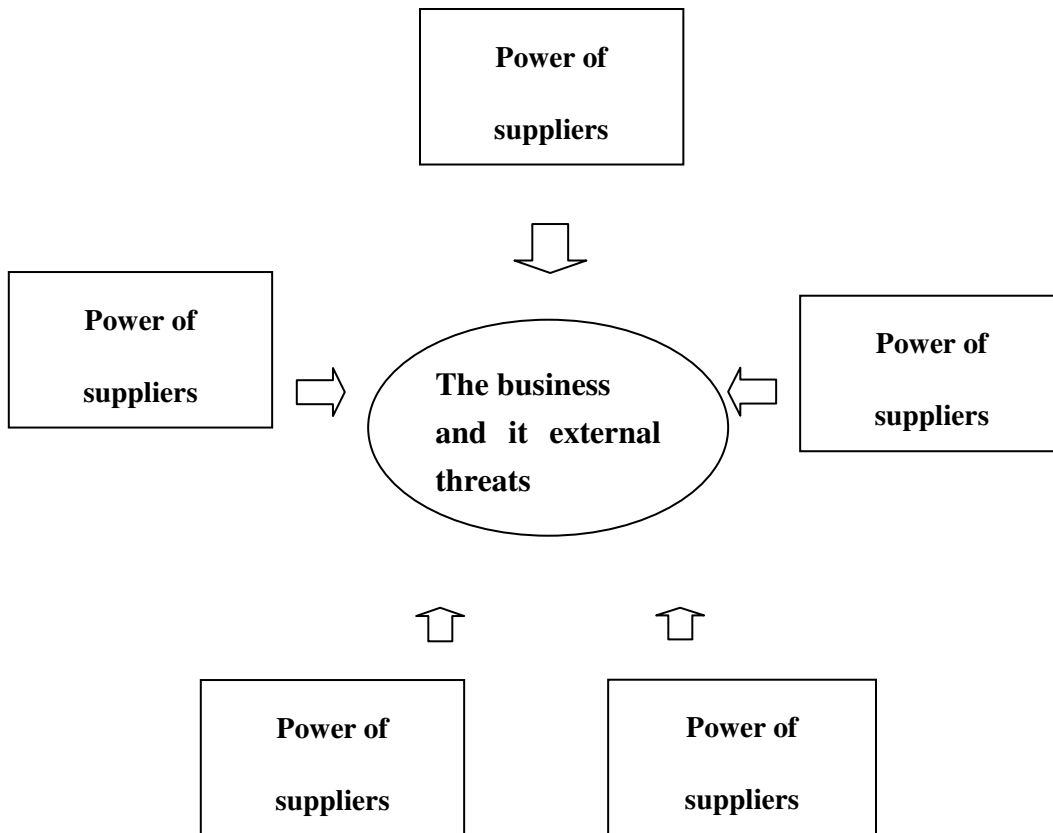 Power of
suppliers
Power of
suppliers
Power of
suppliers
The business
and it external
threats
Power of
suppliers
Power of
suppliers